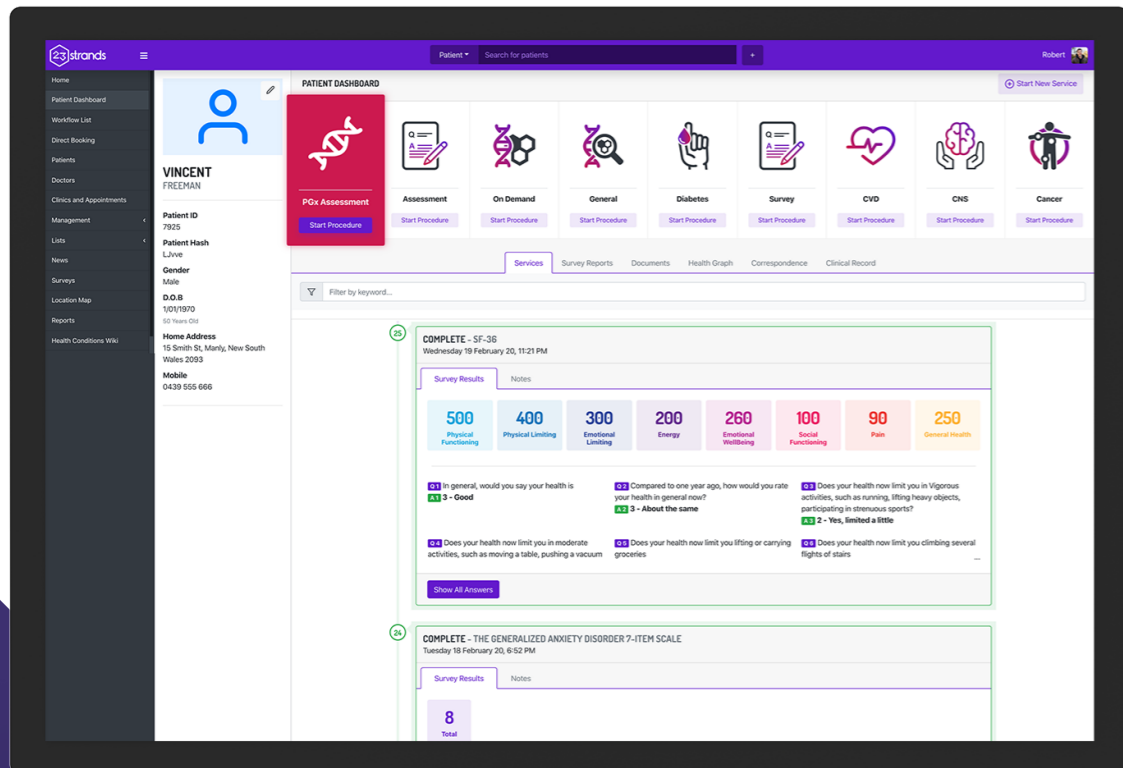 23strands
Patient
Search for patients
+
Robert
Home
Patient Dashboard
Workflow List
Direct Booking
Patients
Doctors
Clinics and Appointments
Management
Lists
News
Surveys
Location Map
Reports
Health Conditions Wiki
VINCENT
FREEMAN
Patient ID
7925
Patient Hash
LJvve
Gender
Male
D.O.B
1/01/1970
50 Years Old
Home Address
15 Smith St, Manly, New South
Wales 2093
Mobile
0439 555 666
PATIENT DASHBOARD
Start New Service
PGx Assessment
Start Procedure
Q
A
Assessment
Start Procedure
On Demand
Start Procedure
General
Start Procedure
Diabetes
Start Procedure
Q
A
Survey
Start Procedure
CVD
Start Procedure
CNS
Start Procedure
Cancer
Start Procedure
Services Survey Reports Documents Health Graph Correspondence Clinical Record
Filter by keyword...
25
COMPLETE - SF-36
Wednesday 19 February 20, 11:21 PM
Survey Results Notes
500
Physical
Functioning
400
Physical Limiting
300
Emotional
Limiting
200
Energy
260
Emotional
WellBeing
100
Social
Functioning
90
Pain
250
General Health
Q 1 In general, would you say your health is
A 1 3 - Good
Q 2 Compared to one year ago, how would you rate
your health in general now?
A 2 3 - About the same
Q 3 Does your health now limit you in Vigorous
activities, such as running, lifting heavy objects,
participating in strenuous sports?
A 3 2 - Yes, limited a little
Q 4 Does your health now limit you in moderate
activities, such as moving a table, pushing a vacuum
Q 5 Does your health now limit you lifting or carrying
groceries
Q 6 Does your health now limit you climbing several
flights of stairs
Show All Answers
24
COMPLETE - THE GENERALIZED ANXIETY DISORDER 7-ITEM SCALE
Tuesday 18 February 20, 6:52 PM
Survey Results Notes
8
Total